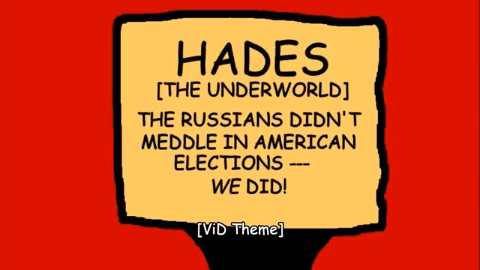 HADES
[THE UNDERWORLD]
THE RUSSIANS DIDN'T
MEDDLE IN AMERICAN
ELECTIONS ---
WE DID!
[ViD Theme]